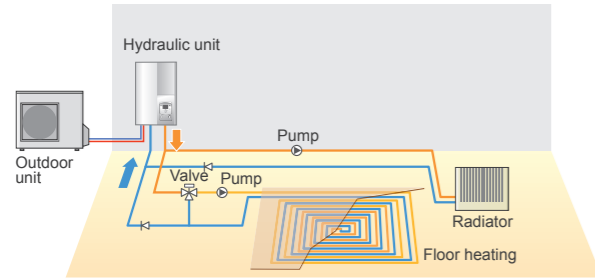 Hydraulic unit
Outdoor
unit
Pump
Valve
Pump
Radiator
Floor heating